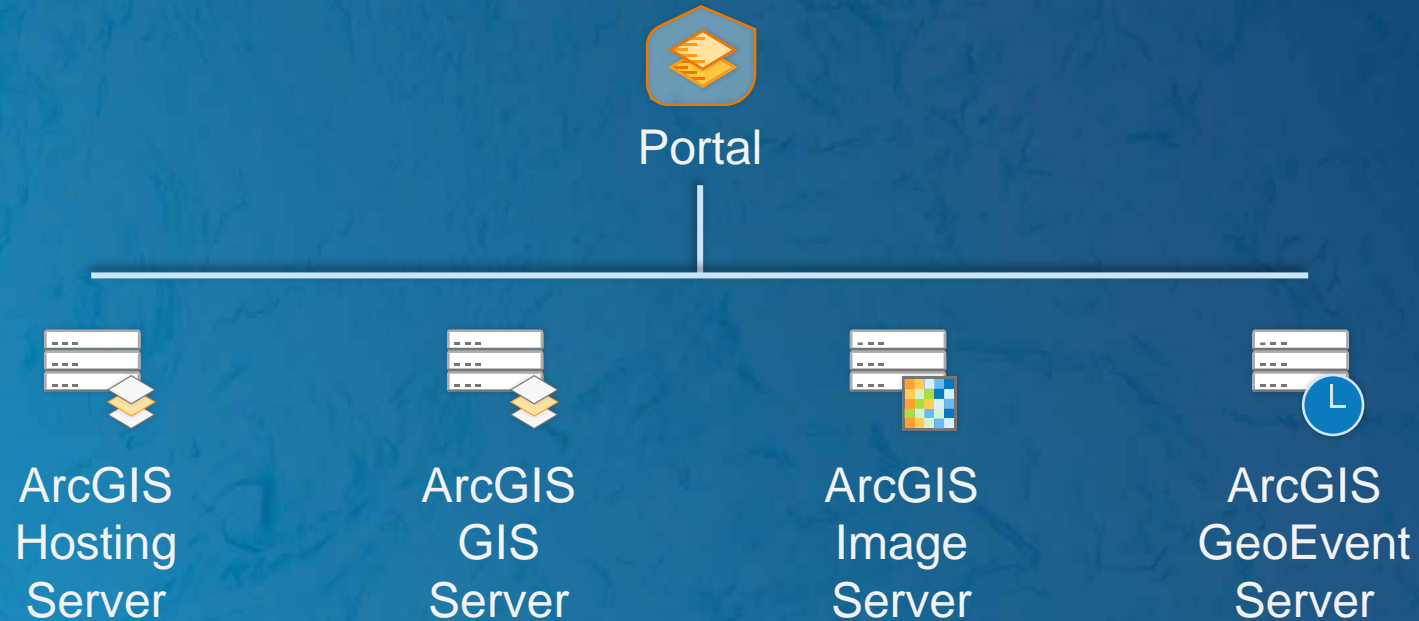 Portal
ArcGIS
Hosting
Server
ArcGIS
GIS
Server
ArcGIS
Image
Server
ArcGIS
GeoEvent
Server